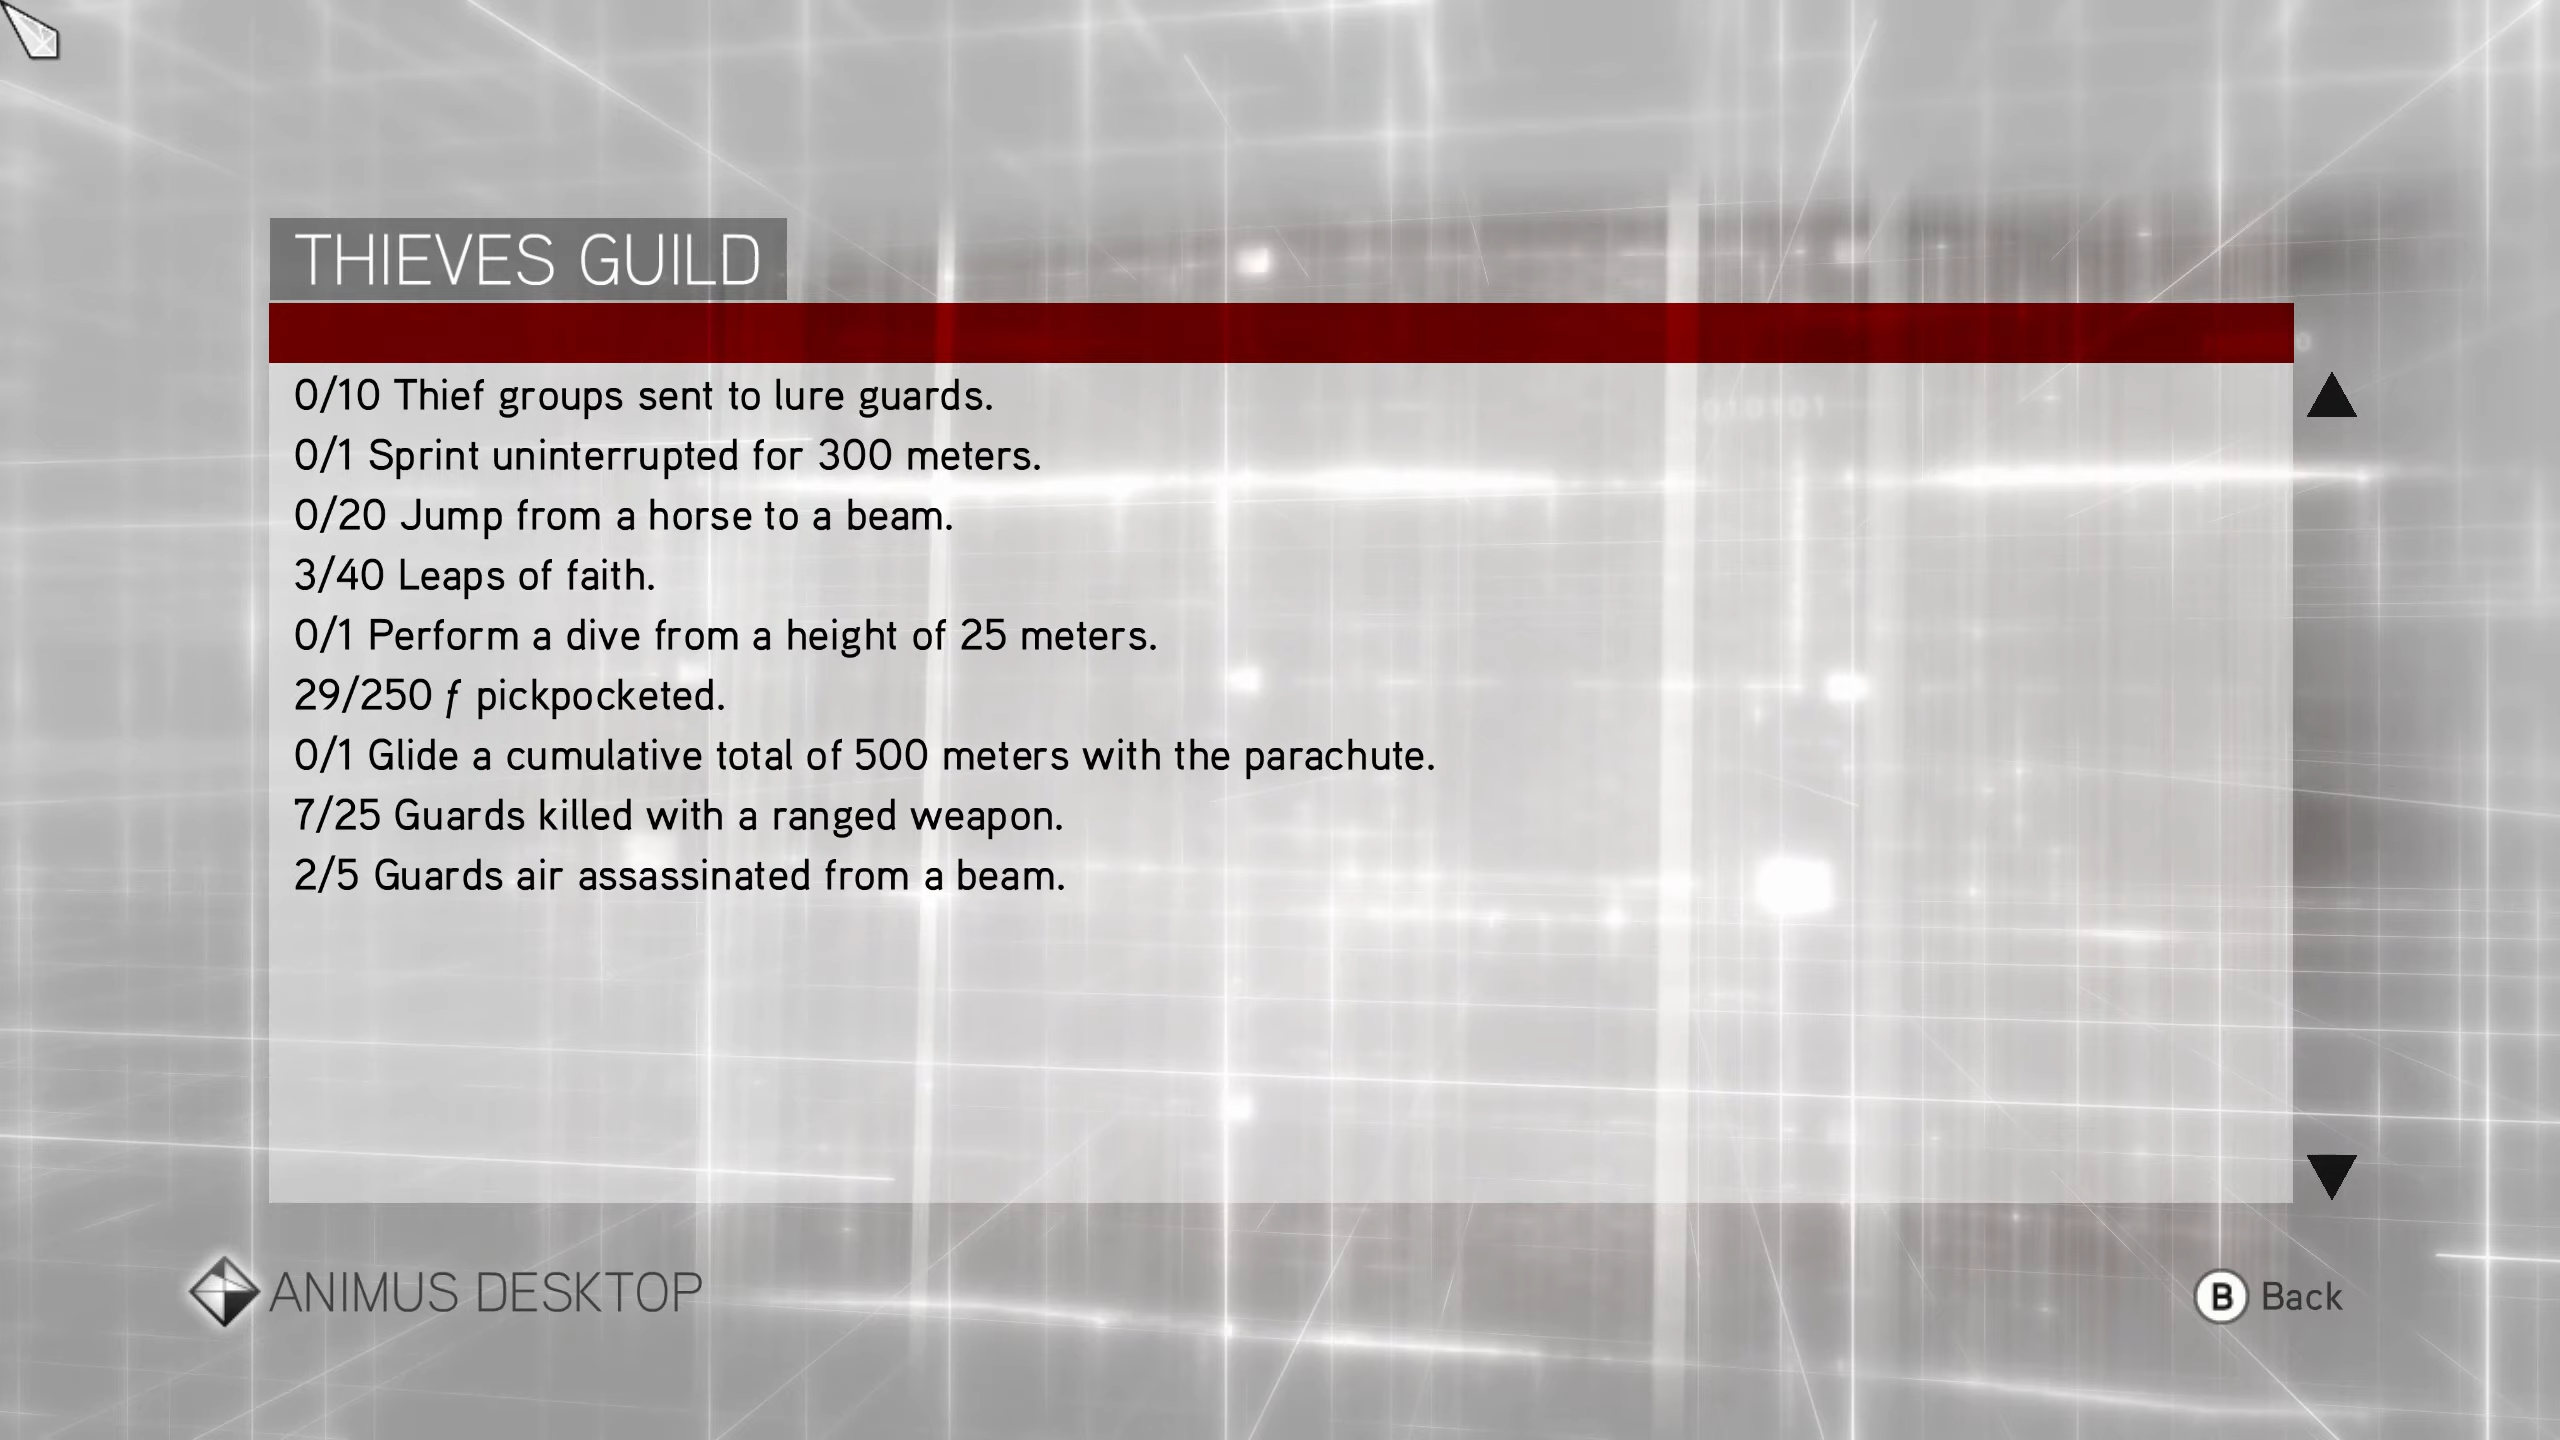 THIEVES GUILD
0/10 Thief groups sent to lure guards.
0/1 Sprint uninterrupted for 300 meters.
0/20 Jump from a horse to a beam.
3/40 Leaps of faith.
0/1 Perform a dive from a height of 25 meters.
29/250 ƒ pickpocketed.
0/1 Glide a cumulative total of 500 meters with the parachute.
7/25 Guards killed with a ranged weapon.
2/5 Guards air assassinated from a beam.
ANIMUS DESKTOP
B Back